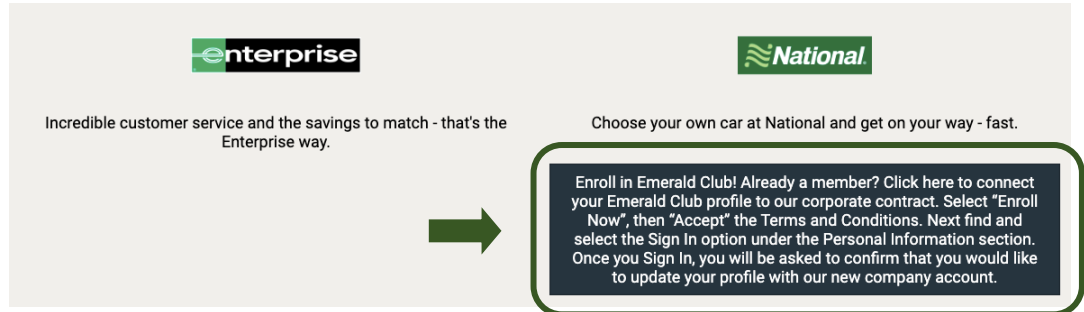 enterprise
National
Incredible customer service and the savings to match - that's the
Enterprise way.
Choose your own car at National and get on your way - fast.
Enroll in Emerald Club! Already a member? Click here to connect
your Emerald Club profile to our corporate contract. Select "Enroll
Now", then “Accept” the Terms and Conditions. Next find and
select the Sign In option under the Personal Information section.
Once you Sign In, you will be asked to confirm that you would like
to update your profile with our new company account.